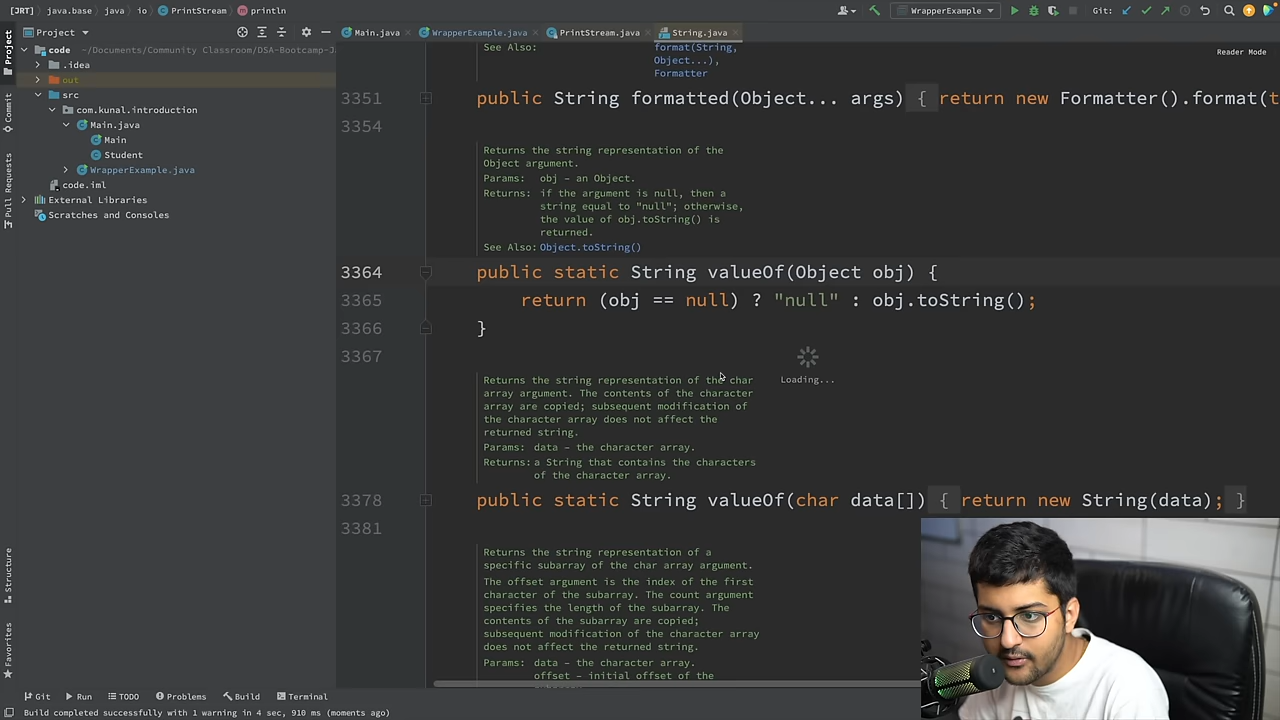 [JRT] java.base java io PrintStream println WrapperExample Git:
Project Main.java WrapperExample.java PrintStream.java String.java
code ~/Documents/Community Classroom/DSA-Bootcamp-J
.idea
out
src
com.kunal.introduction
Main.java
Main
Student
WrapperExample.java
code.iml
External Libraries
Scratches and Consoles
Project
Commit
Pull Requests
Structure
Favorites
Reader Mode
See Also: format(String,
Object...),
Formatter
3351 public String formatted(Object... args) { return new Formatter().format(t
3354
Returns the string representation of the
Object argument.
Params: obj – an Object.
Returns: if the argument is null, then a
string equal to "null"; otherwise,
the value of obj.toString() is
returned.
See Also: Object.toString()
3364 public static String valueOf(Object obj) {
3365 return (obj == null) ? "null" : obj.toString();
3366 }
3367
Loading...
Returns the string representation of the char
array argument. The contents of the character
array are copied; subsequent modification of
the character array does not affect the
returned string.
Params: data – the character array.
Returns: a String that contains the characters
of the character array.
3378 public static String valueOf(char data[]) { return new String(data); }
3381
Returns the string representation of a
specific subarray of the char array argument.
The offset argument is the index of the first
character of the subarray. The count argument
specifies the length of the subarray. The
contents of the subarray are copied;
subsequent modification of the character array
does not affect the returned string.
Params: data – the character array.
offset – initial offset of the
Git Run TODO Problems Build Terminal
Build completed successfully with 1 warning in 4 sec, 910 ms (moments ago)